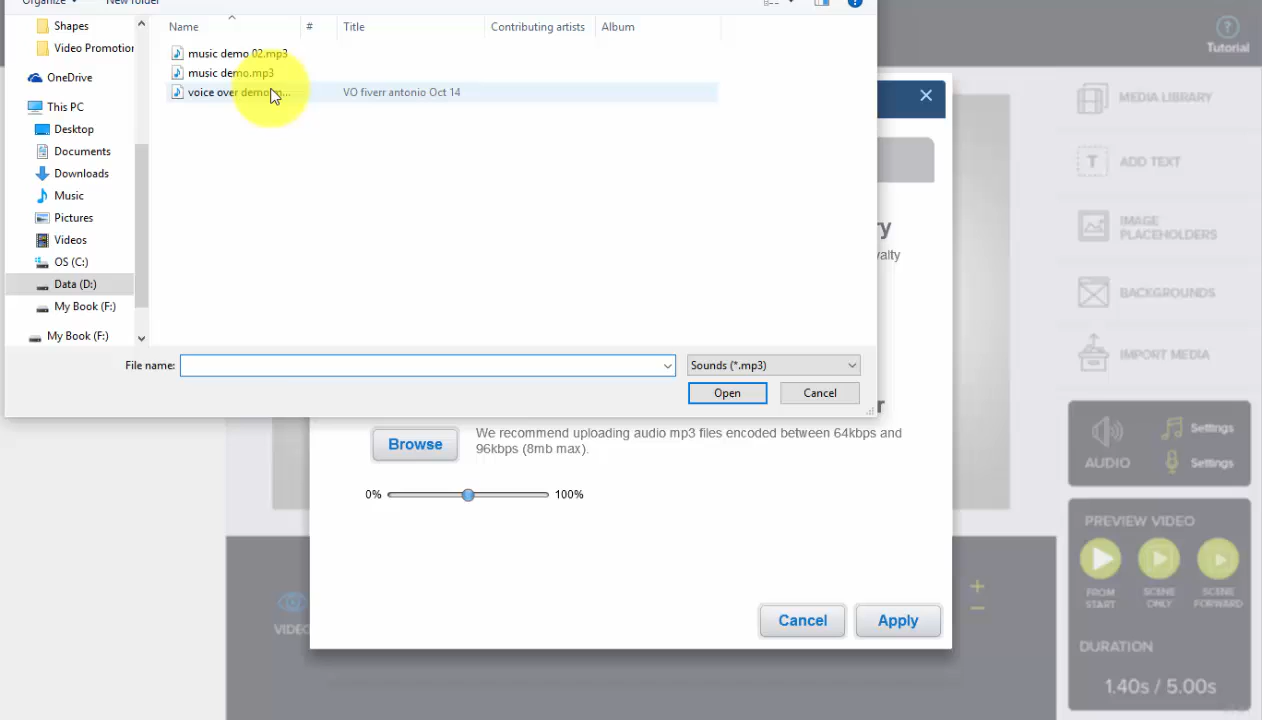 Organize
New folder
Shapes
Video Promotion
OneDrive
This PC
Desktop
Documents
Downloads
Music
Pictures
Videos
OS (C:)
Data (D:)
My Book (F:)
My Book (F:)
Name # Title Contributing artists Album
music demo 02.mp3
music demo.mp3
voice over demo VO fiverr antonio Oct 14
File name: Sounds (*.mp3)
Open Cancel
ry
yalty
r
Browse
We recommend uploading audio mp3 files encoded between 64kbps and
96kbps (8mb max).
0% 100%
Cancel Apply
VIDEO
+
−
Tutorial
MEDIA LIBRARY
T ADD TEXT
IMAGE
PLACEHOLDERS
BACKGROUNDS
IMPORT MEDIA
AUDIO
Settings
Settings
PREVIEW VIDEO
FROM
START
SCENE
ONLY
SCENE
FORWARD
DURATION
1.40s / 5.00s